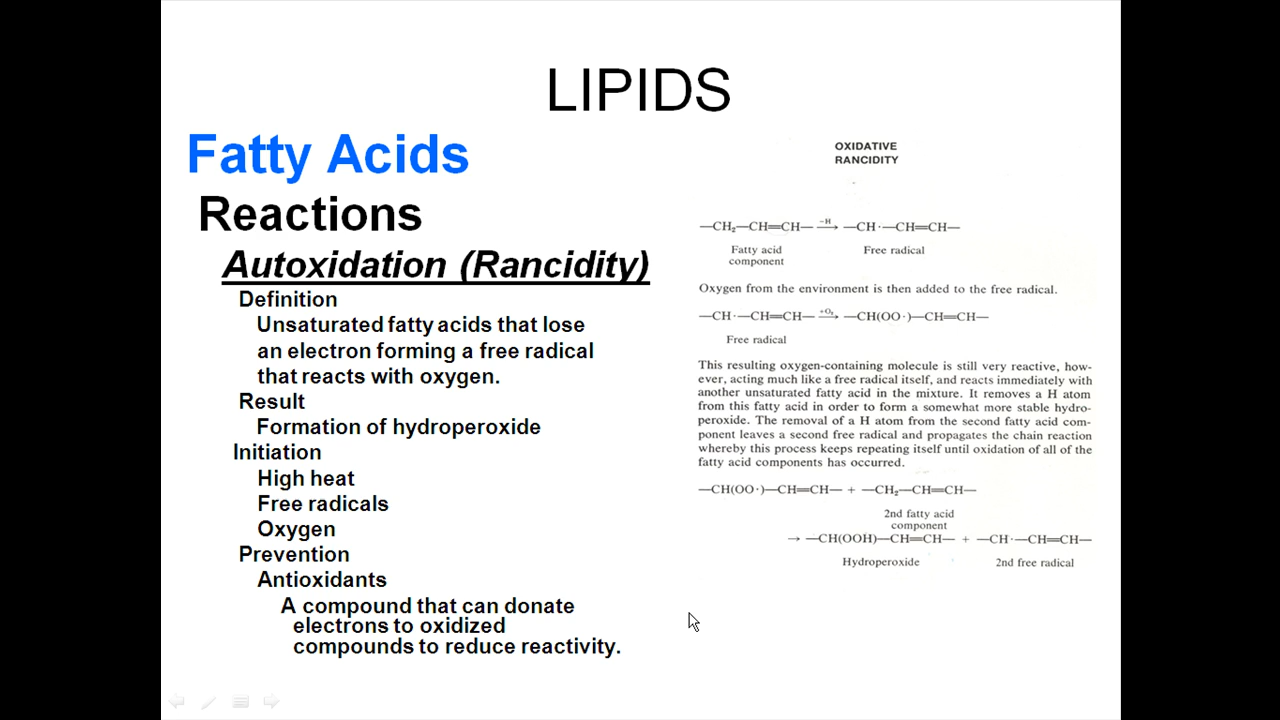 LIPIDS
Fatty Acids
Reactions
Autoxidation (Rancidity)
Definition
Unsaturated fatty acids that lose
an electron forming a free radical
that reacts with oxygen.
Result
Formation of hydroperoxide
Initiation
High heat
Free radicals
Oxygen
Prevention
Antioxidants
A compound that can donate
electrons to oxidized
compounds to reduce reactivity.
OXIDATIVE
RANCIDITY
—CH₂—CH=CH— —H→ —CH·—CH=CH—
Fatty acid
component
Free radical
Oxygen from the environment is then added to the free radical.
—CH·—CH=CH— +O₂→ —CH(OO·)—CH=CH—
Free radical
This resulting oxygen-containing molecule is still very reactive, how-
ever, acting much like a free radical itself, and reacts immediately with
another unsaturated fatty acid in the mixture. It removes a H atom
from this fatty acid in order to form a somewhat more stable hydro-
peroxide. The removal of a H atom from the second fatty acid com-
ponent leaves a second free radical and propagates the chain reaction
whereby this process keeps repeating itself until oxidation of all of the
fatty acid components has occurred.
—CH(OO·)—CH=CH— + —CH₂—CH=CH—
2nd fatty acid
component
→ —CH(OOH)—CH=CH— + —CH·—CH=CH—
Hydroperoxide 2nd free radical